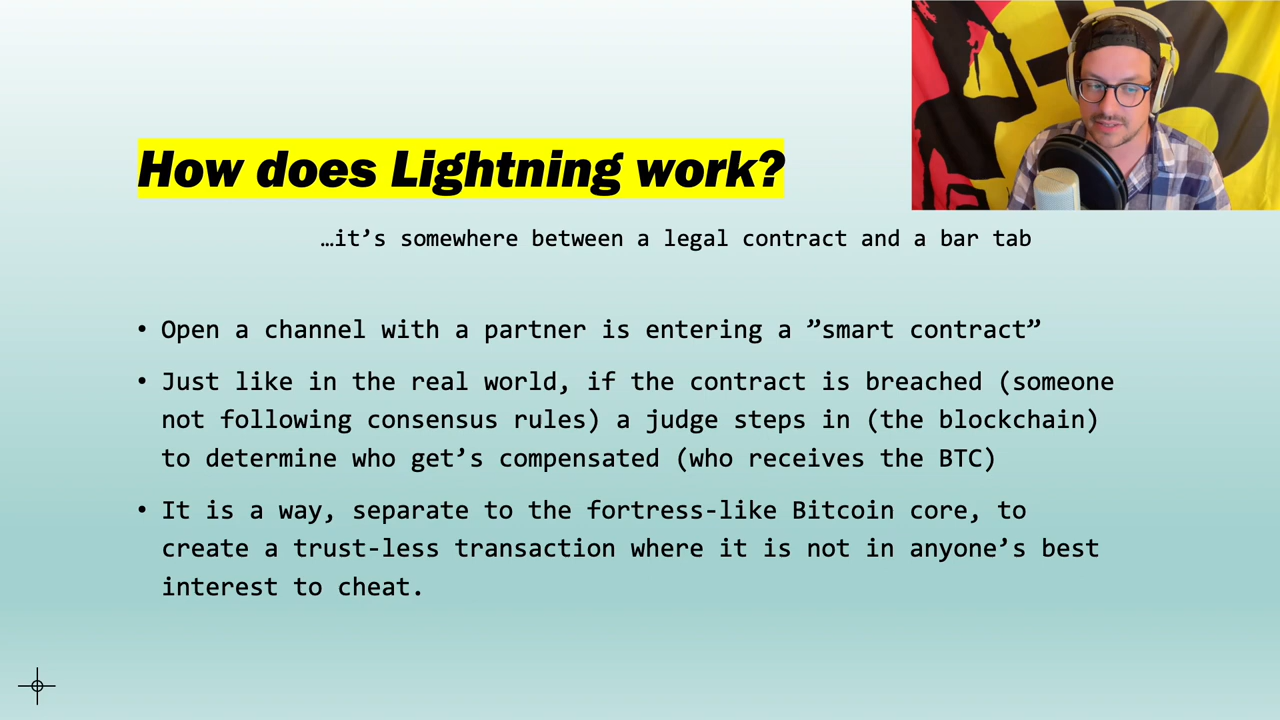 How does Lightning work?
…it’s somewhere between a legal contract and a bar tab
• Open a channel with a partner is entering a ”smart contract”
• Just like in the real world, if the contract is breached (someone
not following consensus rules) a judge steps in (the blockchain)
to determine who get’s compensated (who receives the BTC)
• It is a way, separate to the fortress-like Bitcoin core, to
create a trust-less transaction where it is not in anyone’s best
interest to cheat.